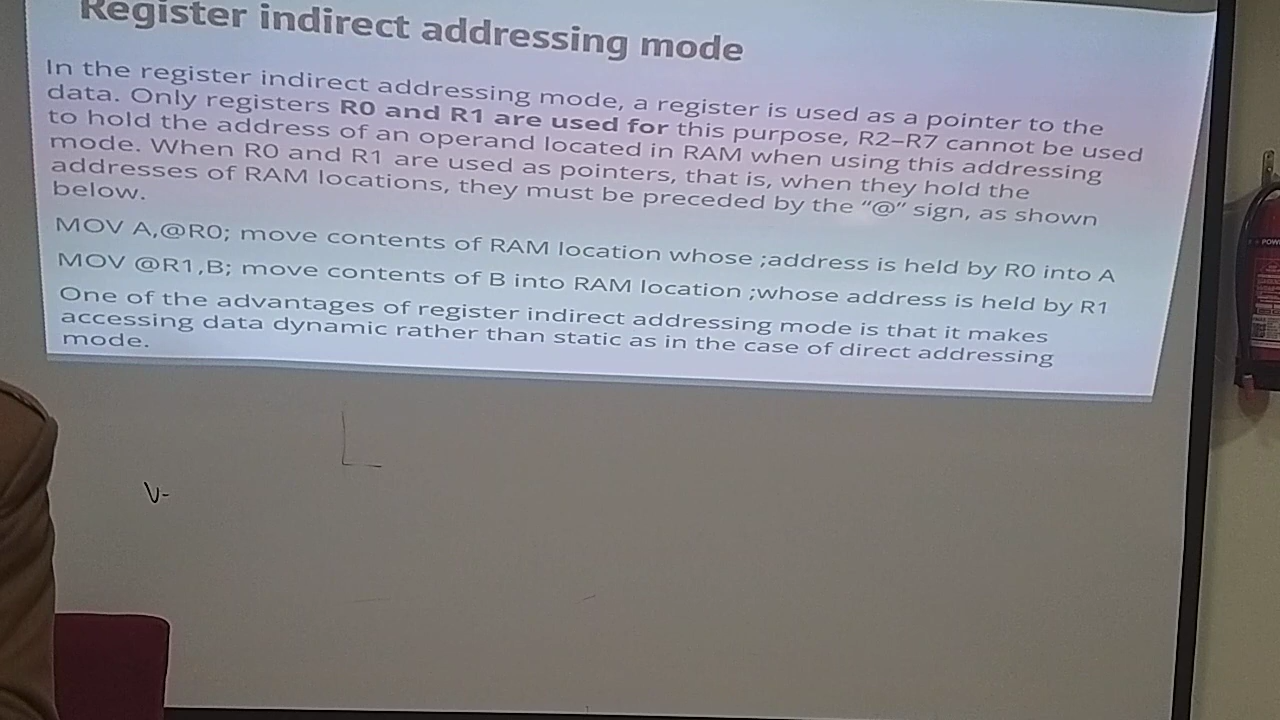 Register indirect addressing mode
In the register indirect addressing mode, a register is used as a pointer to the
data. Only registers R0 and R1 are used for this purpose, R2–R7 cannot be used
to hold the address of an operand located in RAM when using this addressing
mode. When R0 and R1 are used as pointers, that is, when they hold the
addresses of RAM locations, they must be preceded by the “@” sign, as shown
below.
MOV A,@R0; move contents of RAM location whose ;address is held by R0 into A
MOV @R1,B; move contents of B into RAM location ;whose address is held by R1
One of the advantages of register indirect addressing mode is that it makes
accessing data dynamic rather than static as in the case of direct addressing
mode.